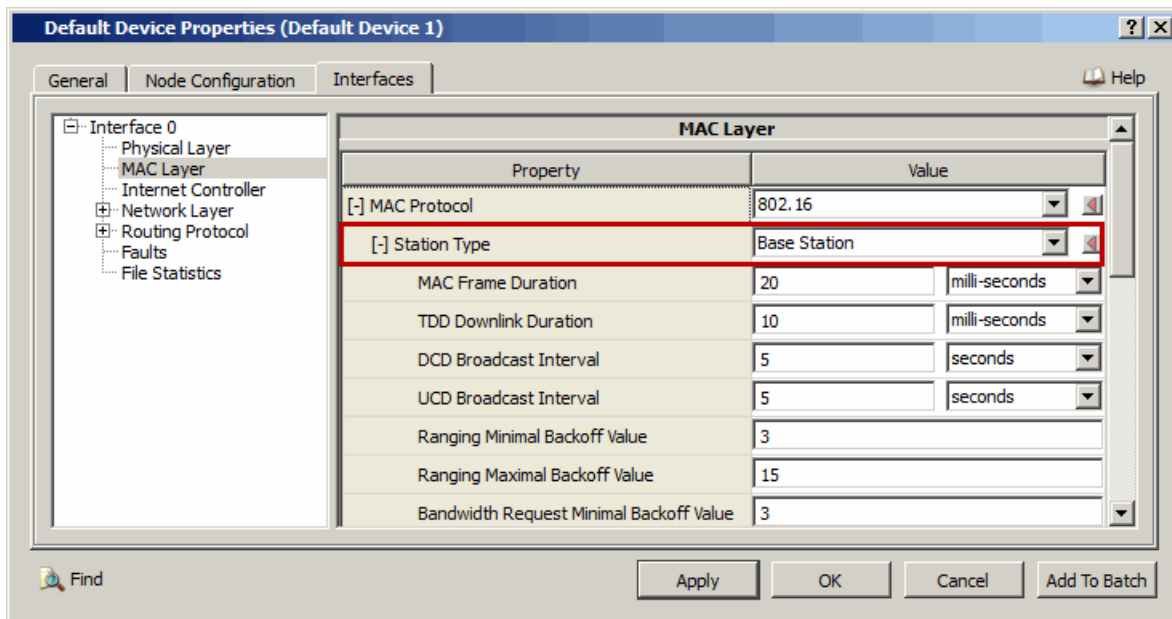 Default Device Properties (Default Device 1)
General Node Configuration Interfaces Help
Interface 0
Physical Layer
MAC Layer
Internet Controller
Network Layer
Routing Protocol
Faults
File Statistics
MAC Layer
Property Value
[-] MAC Protocol 802.16
[-] Station Type Base Station
MAC Frame Duration 20 milli-seconds
TDD Downlink Duration 10 milli-seconds
DCD Broadcast Interval 5 seconds
UCD Broadcast Interval 5 seconds
Ranging Minimal Backoff Value 3
Ranging Maximal Backoff Value 15
Bandwidth Request Minimal Backoff Value 3
Find Apply OK Cancel Add To Batch